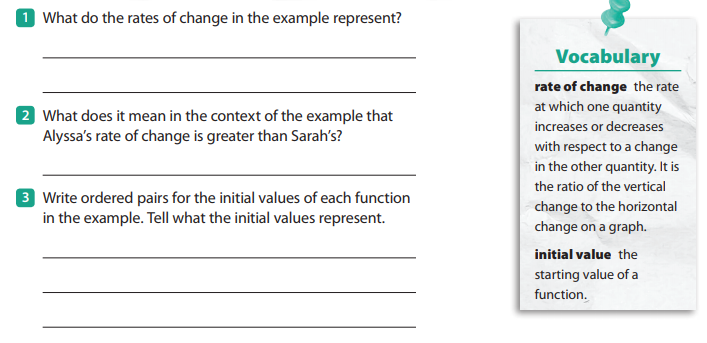 1 What do the rates of change in the example represent?
2 What does it mean in the context of the example that
Alyssa's rate of change is greater than Sarah's?
3 Write ordered pairs for the initial values of each function
in the example. Tell what the initial values represent.
Vocabulary
rate of change the rate
at which one quantity
increases or decreases
with respect to a change
in the other quantity. It is
the ratio of the vertical
change to the horizontal
change on a graph.
initial value the
starting value of a
function.